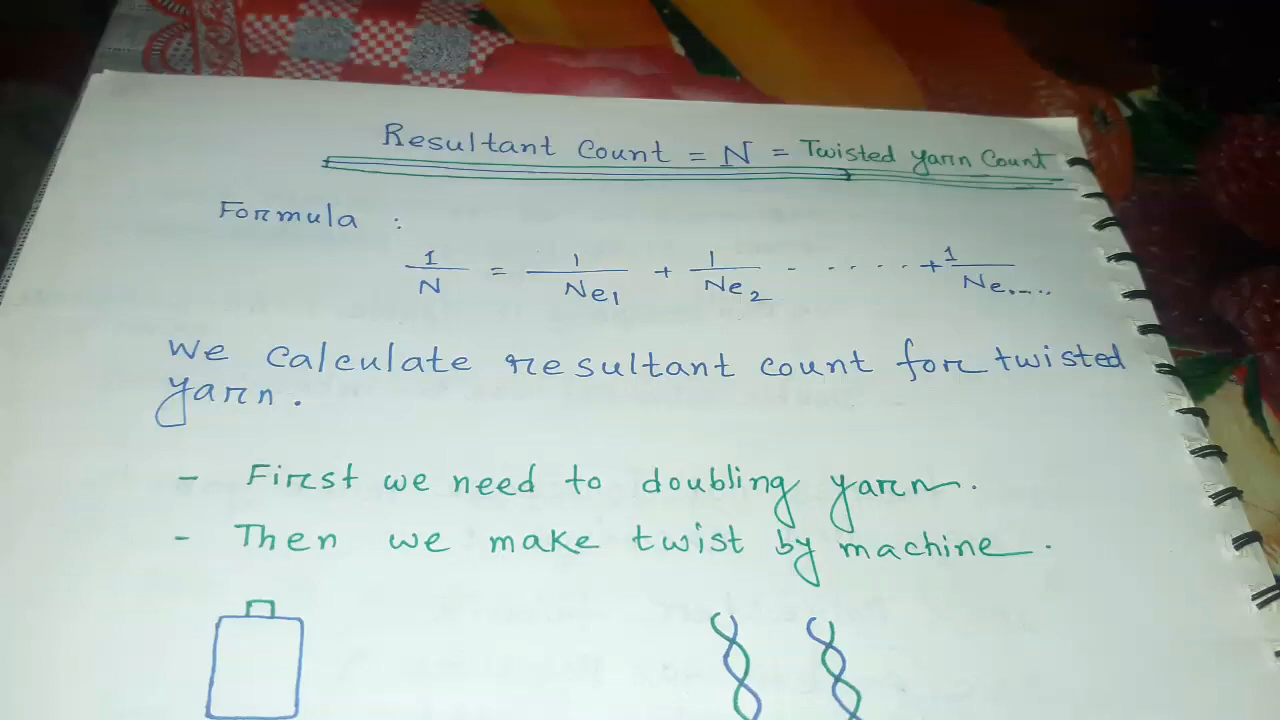 Resultant Count = N = Twisted yarn Count
Formula :
1/N = 1/Ne1 + 1/Ne2 - ..... + 1/Ne.....
We calculate resultant count for twisted
yarn.
- First we need to doubling yarn.
- Then we make twist by machine.